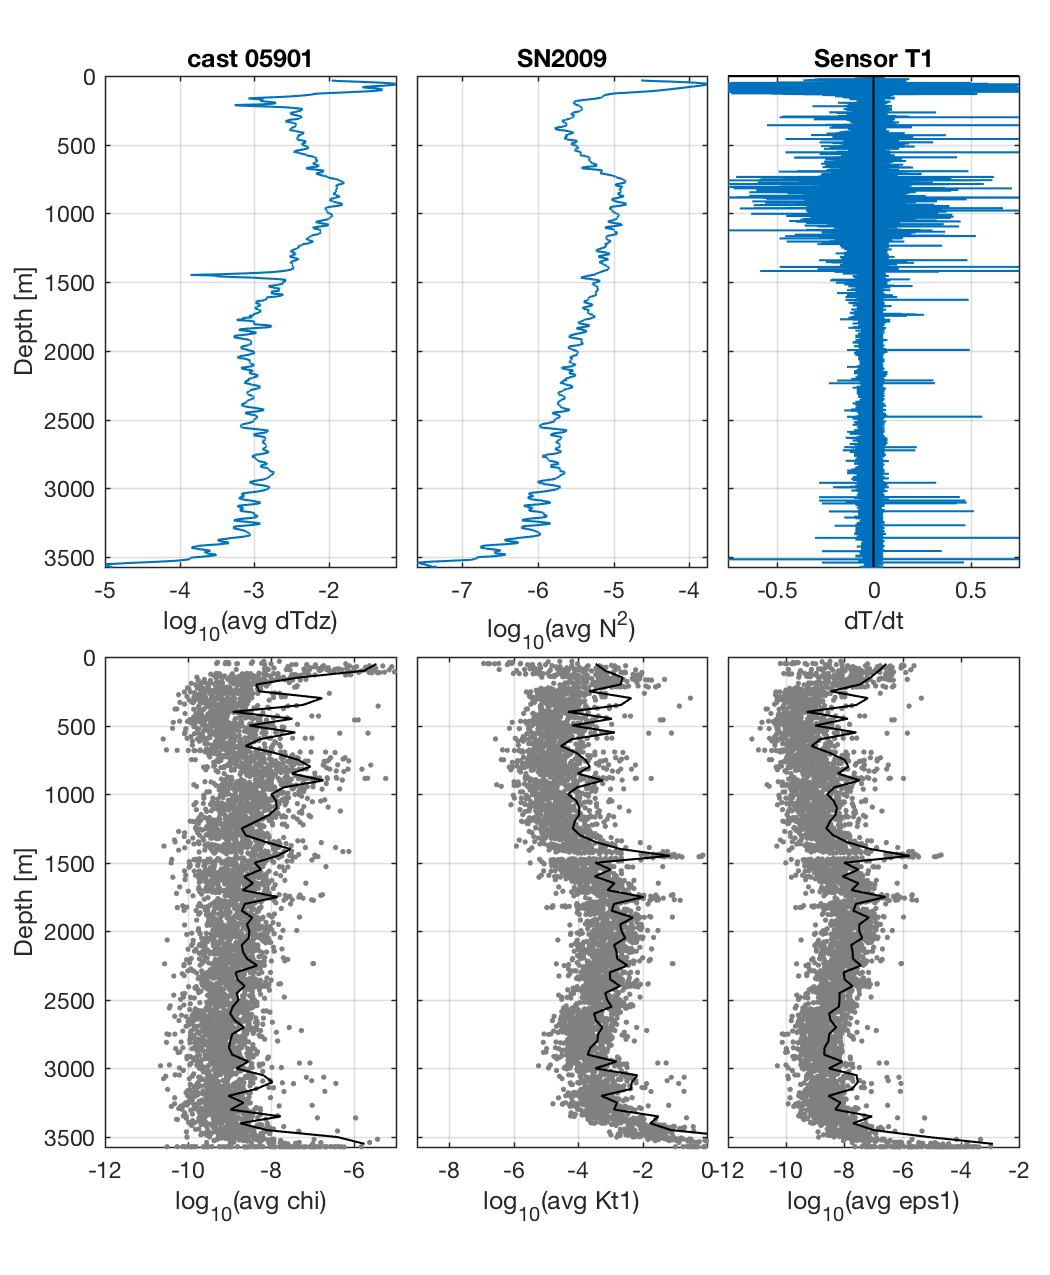 cast 05901
SN2009
Sensor T1
0
500
1000
1500
2000
2500
3000
3500
Depth [m]
-5 -4 -3 -2
-7 -6 -5 -4
-0.5 0 0.5
log10(avg dTdz)
log10(avg N2)
dT/dt
0
500
1000
1500
2000
2500
3000
3500
Depth [m]
-12 -10 -8 -6
-8 -6 -4 -2 0
-12 -10 -8 -6 -4 -2
log10(avg chi)
log10(avg Kt1)
log10(avg eps1)